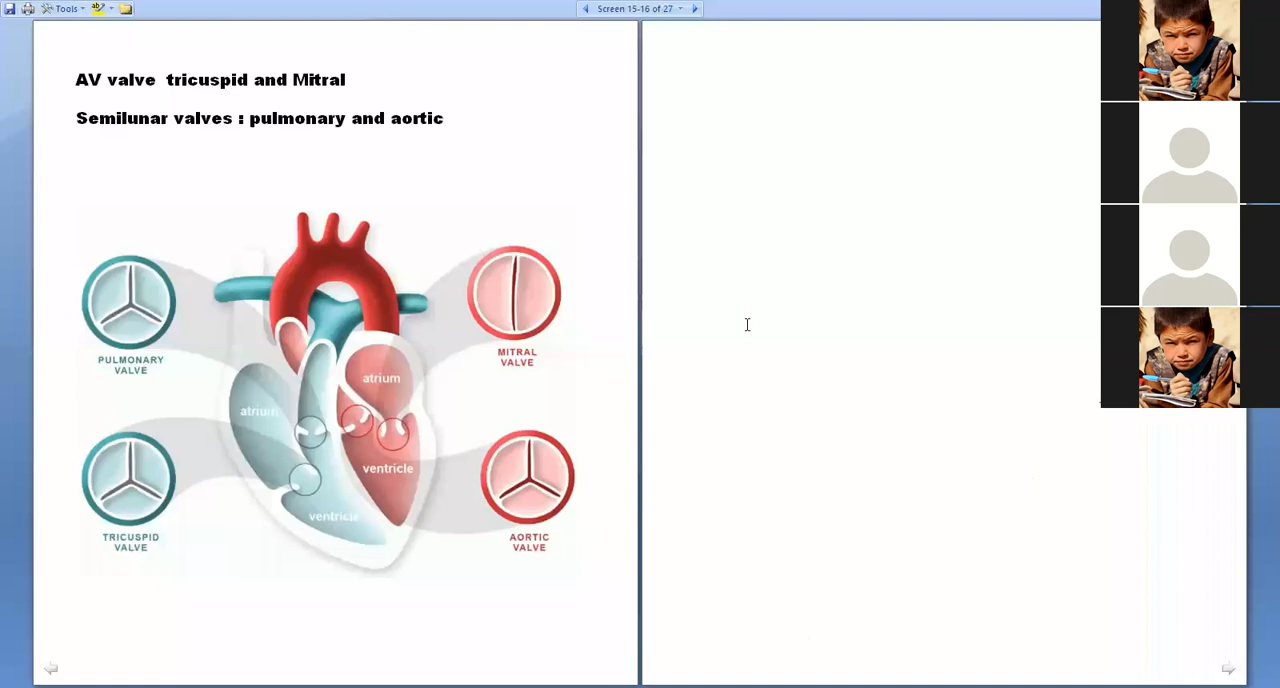 Tools
Screen 15-16 of 27
AV valve tricuspid and Mitral
Semilunar valves : pulmonary and aortic
PULMONARY
VALVE
MITRAL
VALVE
atrium
atrium
ventricle
ventricle
TRICUSPID
VALVE
AORTIC
VALVE